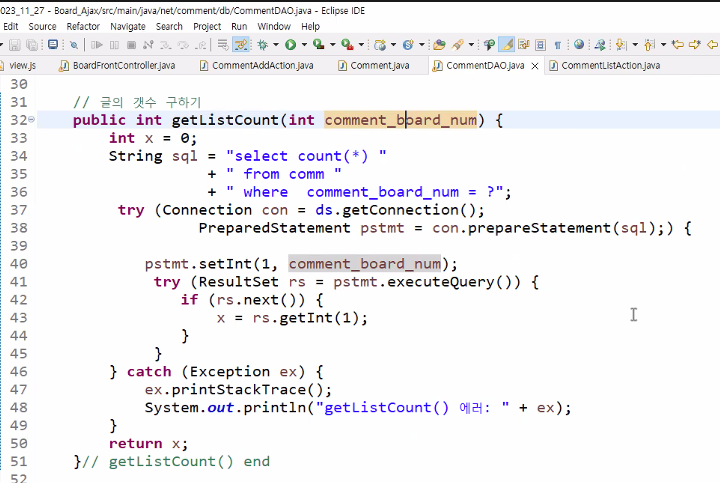 023_11_27 - Board_Ajax/src/main/java/net/comment/db/CommentDAO.java - Eclipse IDE
Edit Source Refactor Navigate Search Project Run Window Help
view.js BoardFrontController.java CommentAddAction.java Comment.java CommentDAO.java CommentListAction.java
30
31 // 글의 갯수 구하기
32 public int getListCount(int comment_board_num) {
33 int x = 0;
34 String sql = "select count(*) "
35 + " from comm "
36 + " where  comment_board_num = ?";
37 try (Connection con = ds.getConnection();
38 PreparedStatement pstmt = con.prepareStatement(sql);) {
39
40 pstmt.setInt(1, comment_board_num);
41 try (ResultSet rs = pstmt.executeQuery()) {
42 if (rs.next()) {
43 x = rs.getInt(1);
44 }
45 }
46 } catch (Exception ex) {
47 ex.printStackTrace();
48 System.out.println("getListCount() 에러: " + ex);
49 }
50 return x;
51 }// getListCount() end
52